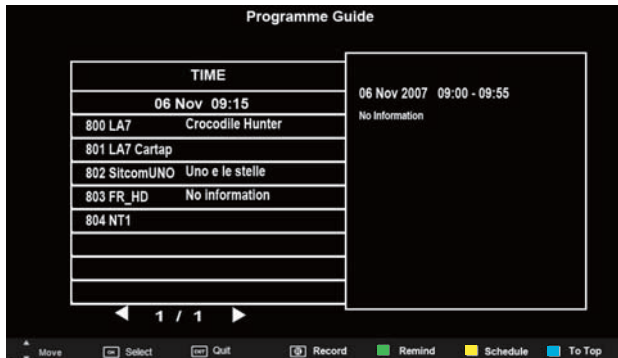 Programme Guide
TIME
06 Nov 09:15
800 LA7 Crocodile Hunter
801 LA7 Cartap
802 SitcomUNO Uno e le stelle
803 FR_HD No information
804 NT1
1 / 1
06 Nov 2007 09:00 - 09:55
No Information
Move OK Select EXIT Quit Record Remind Schedule To Top